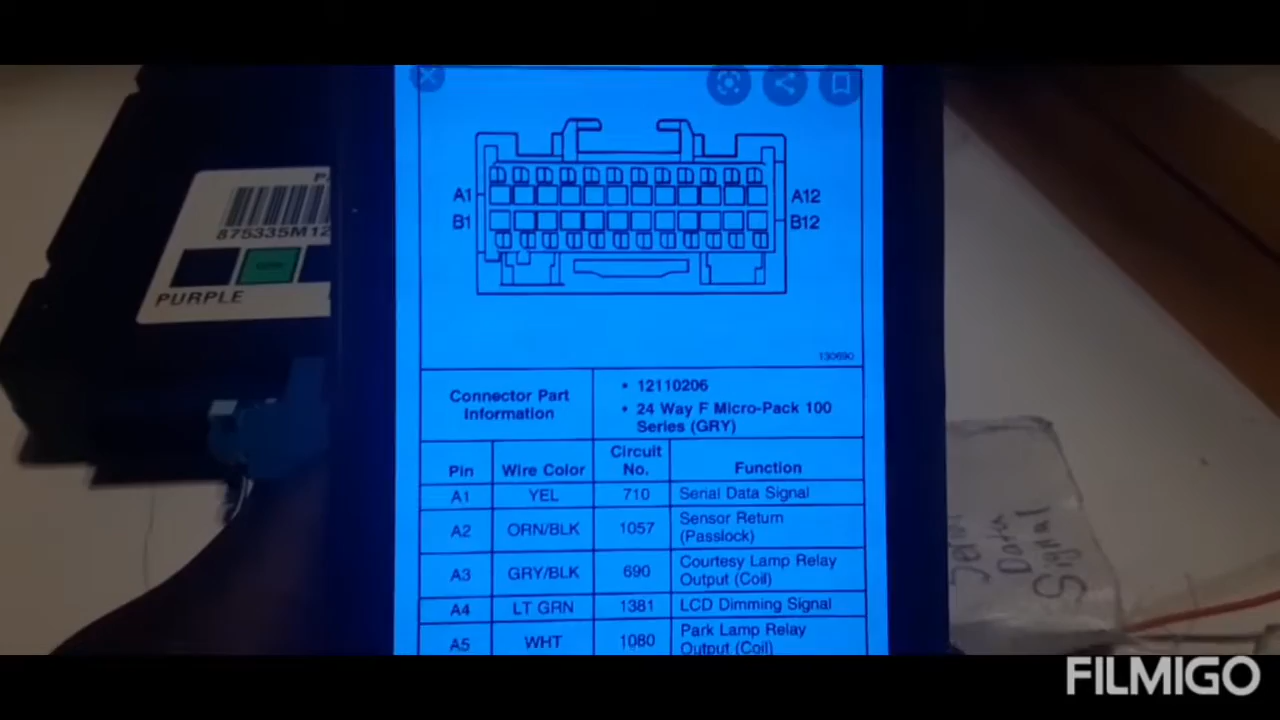 A1
A12
B1
B12
130690
Connector Part
Information
• 12110206
• 24 Way F Micro-Pack 100
Series (GRY)
Pin Wire Color Circuit
No. Function
A1 YEL 710 Serial Data Signal
A2 ORN/BLK 1057 Sensor Return
(Passlock)
A3 GRY/BLK 690 Courtesy Lamp Relay
Output (Coil)
A4 LT GRN 1381 LCD Dimming Signal
A5 WHT 1080 Park Lamp Relay
Output (Coil)
875335M12
PURPLE
Data
Signal
FILMIGO